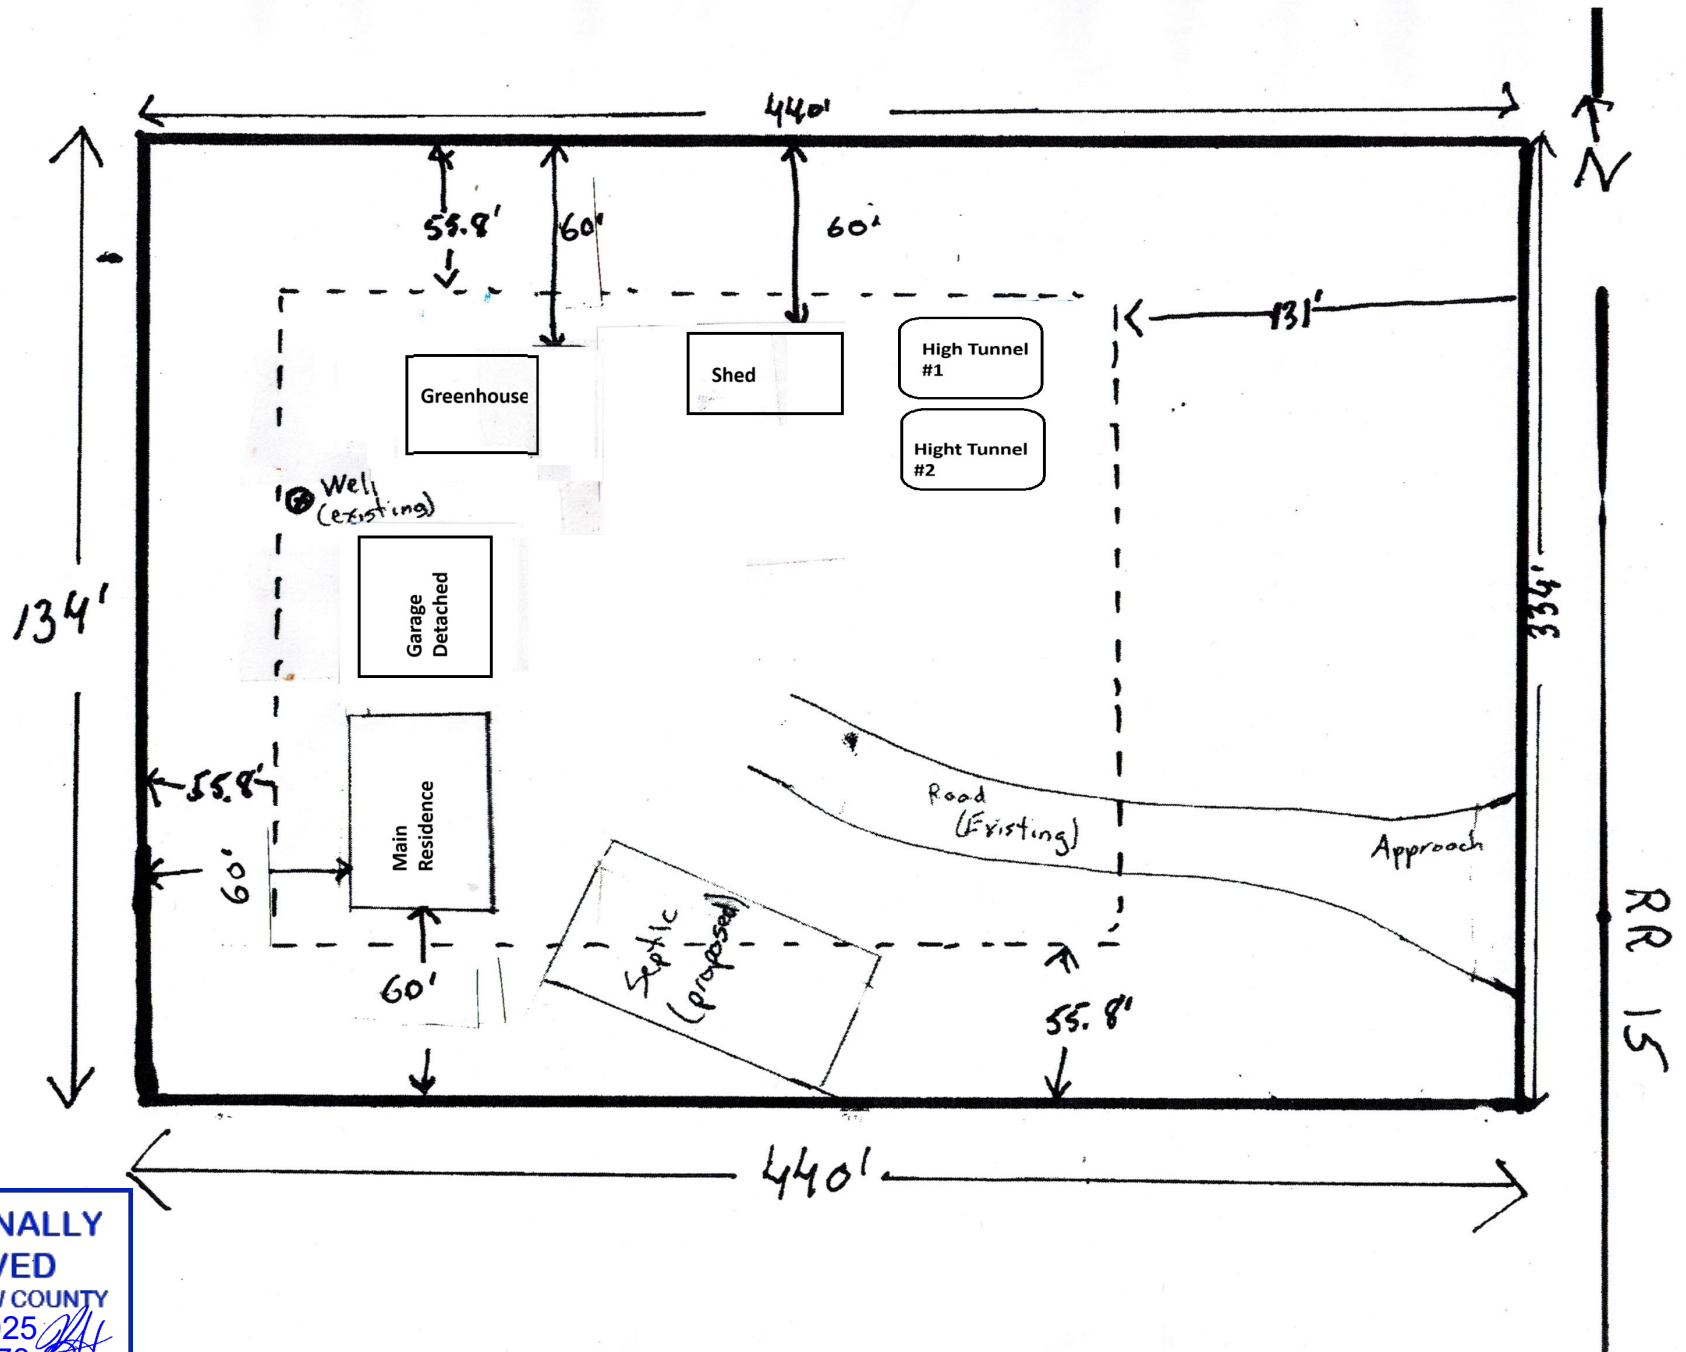 440'
N
55.8'
60'
60'
131'
High Tunnel
#1
Shed
Greenhouse
Hight Tunnel
#2
Well
(existing)
134'
334'
Garage
Detached
55.8'
Road
(Existing)
Approach
60'
Main
Residence
Septic
(proposed)
60'
55.8'
RR 15
440'
NALLY
VED
COUNTY
025